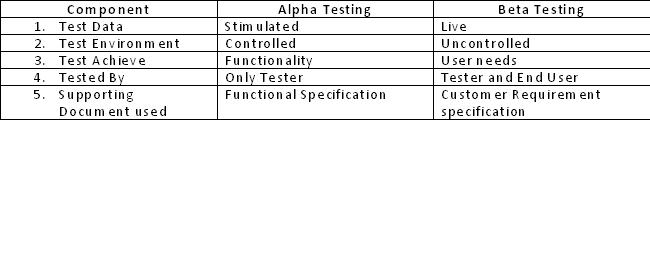 Component Alpha Testing Beta Testing
1. Test Data Stimulated Live
2. Test Environment Controlled Uncontrolled
3. Test Achieve Functionality User needs
4. Tested By Only Tester Tester and End User
5. Supporting Functional Specification Customer Requirement
Document used specification